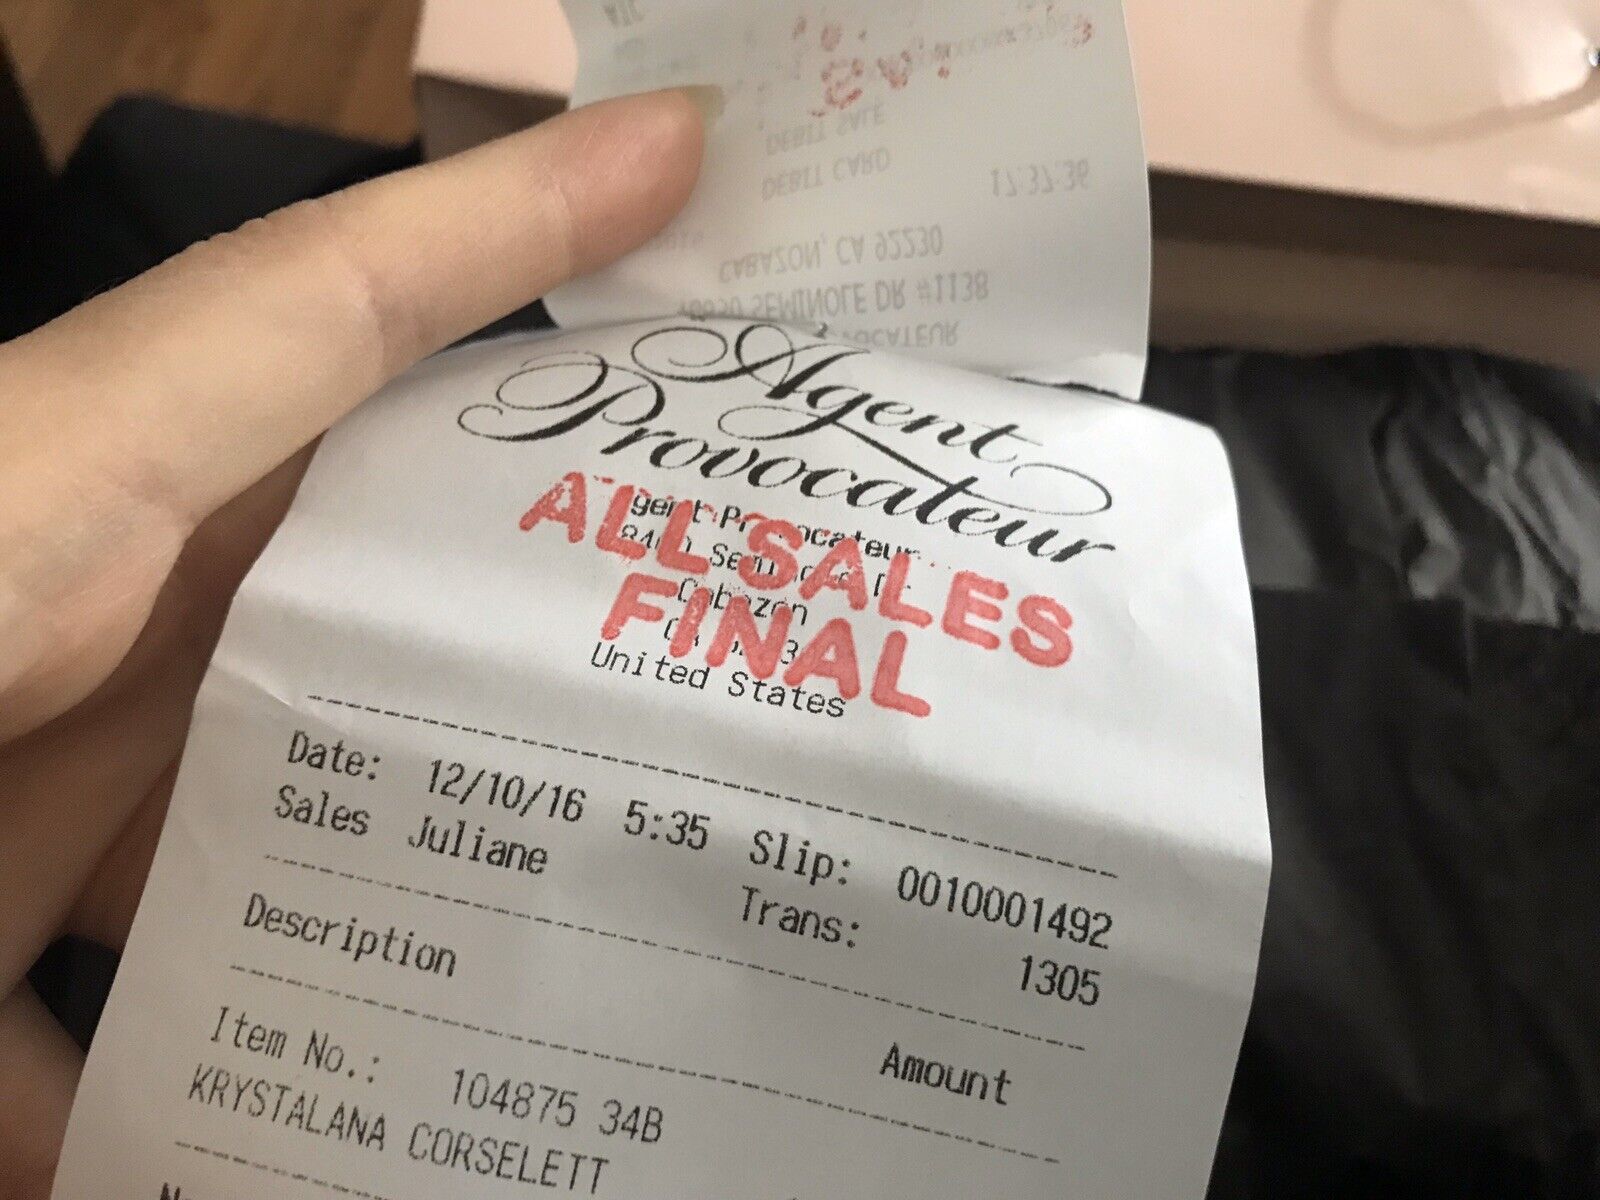 DEBIT SALE
DEBIT CARD
17:37:36
CABAZON, CA 92230
SEMINOLE DR #1138
Agent
Provocateur
ALL SALES
FINAL
Cabazon
United States
Date: 12/10/16 5:35 Slip: 0010001492
Sales Juliane Trans: 1305
Description Amount
Item No.: 104875 34B
KRYSTALANA CORSELETT